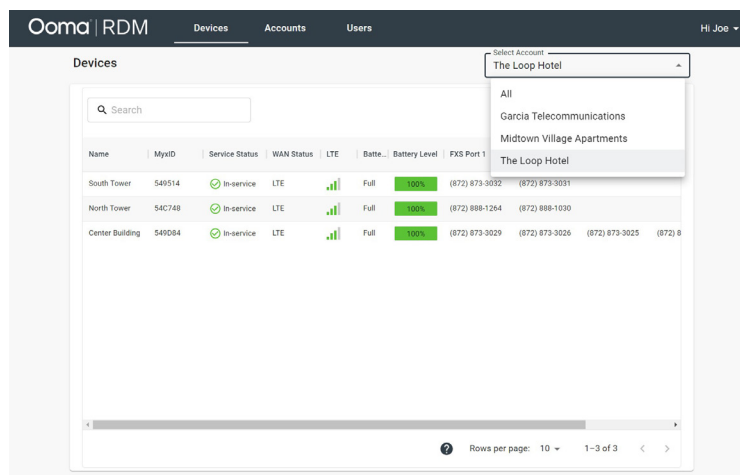 Ooma | RDM Devices Accounts Users Hi Joe
Devices
Select Account
The Loop Hotel
All
Garcia Telecommunications
Midtown Village Apartments
The Loop Hotel
Search
Name MyxID Service Status WAN Status LTE Batte... Battery Level FXS Port 1
South Tower 549514 In-service LTE Full 100% (872) 873-3032 (872) 873-3031
North Tower 54C748 In-service LTE Full 100% (872) 888-1264 (872) 888-1030
Center Building 549D84 In-service LTE Full 100% (872) 873-3029 (872) 873-3026 (872) 873-3025 (872) 8
? Rows per page: 10 1–3 of 3